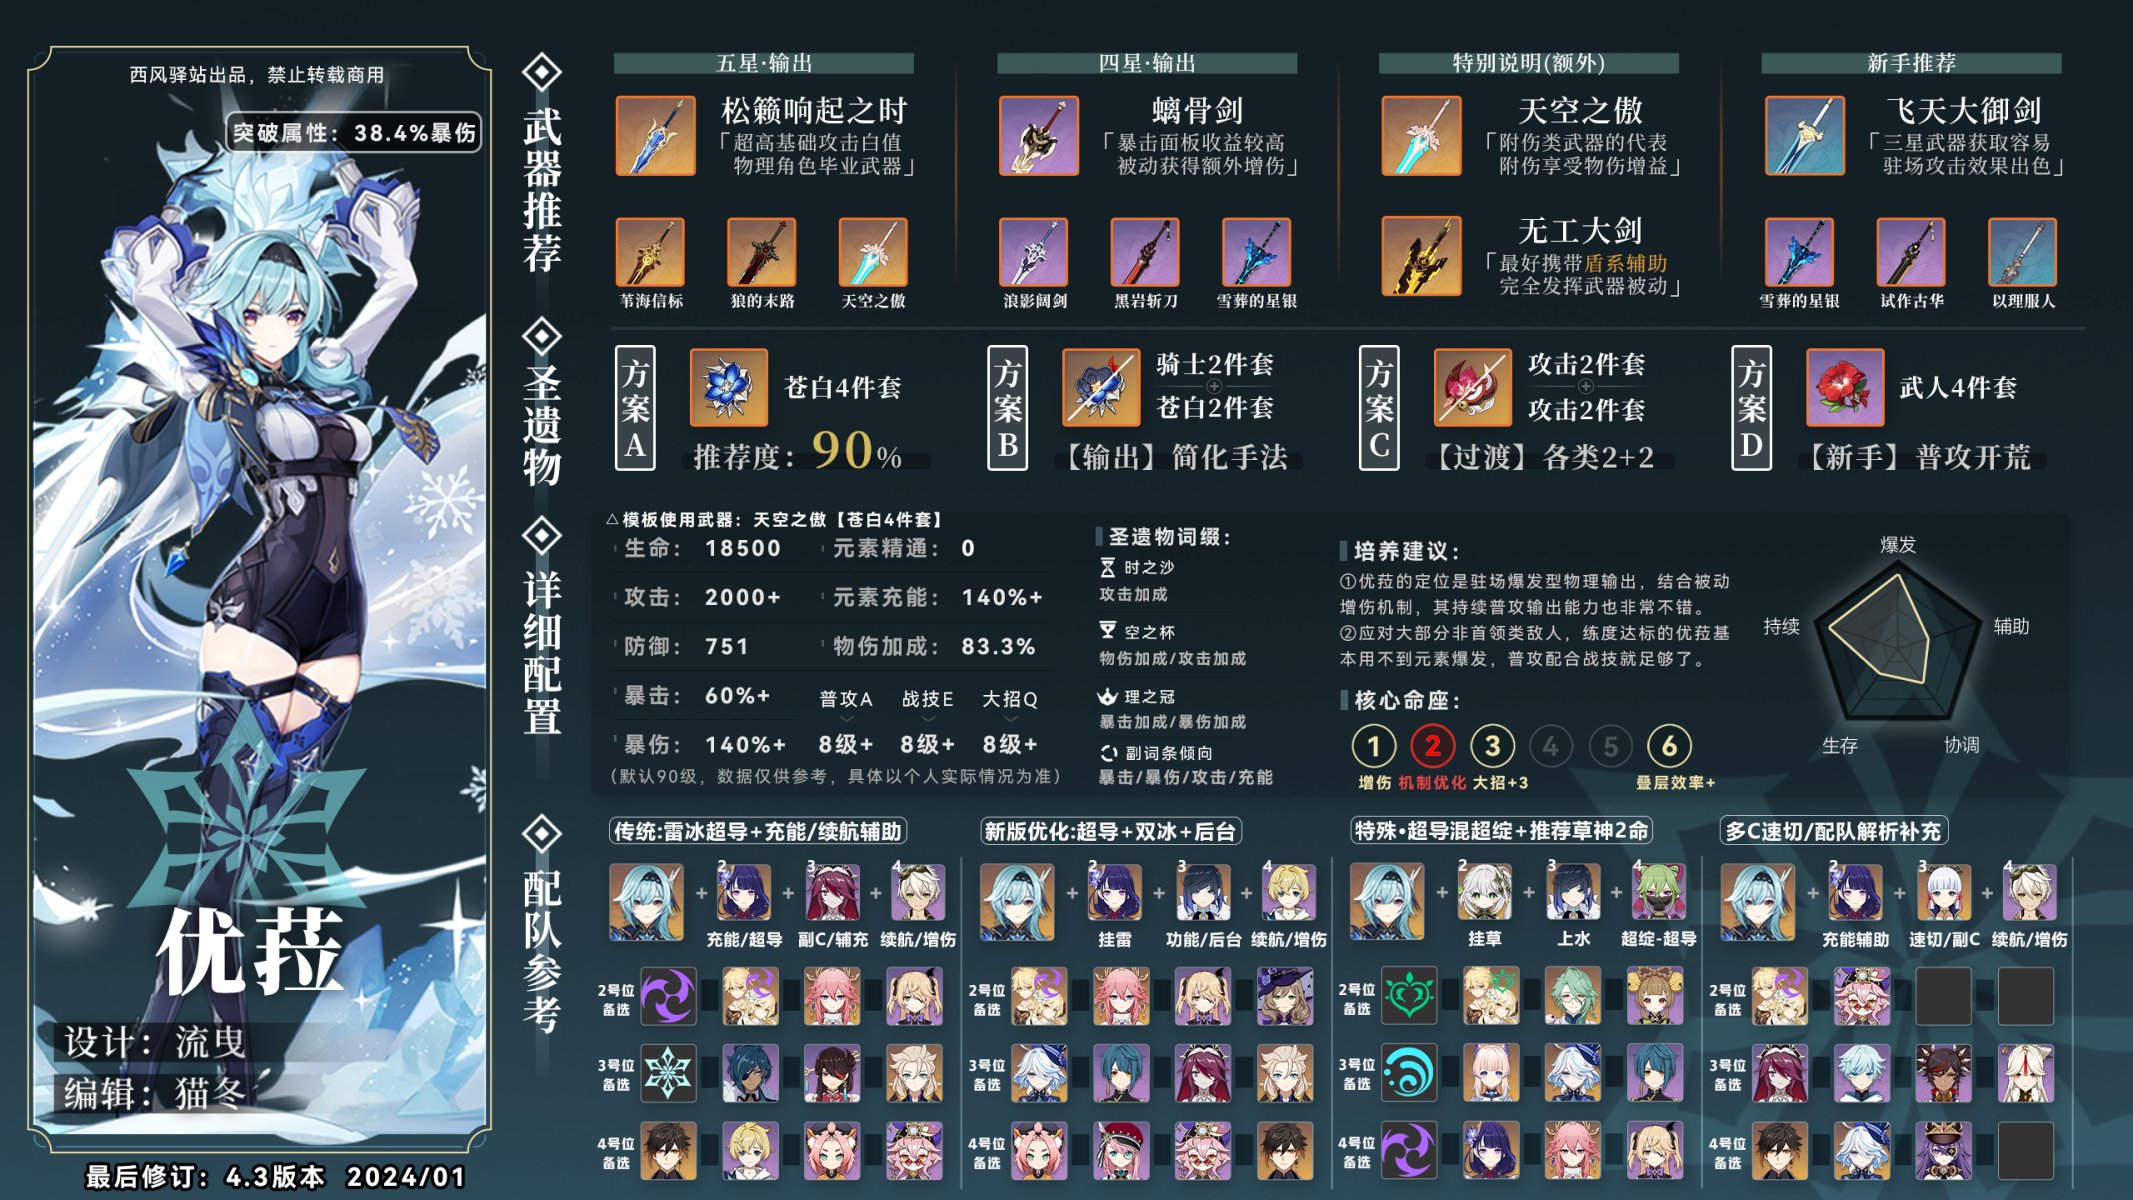 西风驿站出品，禁止转载商用
突破属性：38.4%暴伤
优菈
设计：流曳
编辑：猫冬
最后修订：4.3版本 2024/01
武器推荐
五星·输出
松籁响起之时
「超高基础攻击白值
物理角色毕业武器」
苇海信标
狼的末路
天空之傲
四星·输出
螭骨剑
「暴击面板收益较高
被动获得额外增伤」
浪影阔剑
黑岩斩刀
雪葬的星银
特别说明(额外)
天空之傲
「附伤类武器的代表
附伤享受物伤增益」
无工大剑
「最好携带盾系辅助
完全发挥武器被动」
新手推荐
飞天大御剑
「三星武器获取容易
驻场攻击效果出色」
雪葬的星银
试作古华
以理服人
圣遗物
方案A
苍白4件套
推荐度：90%
方案B
骑士2件套
苍白2件套
【输出】简化手法
方案C
攻击2件套
攻击2件套
【过渡】各类2+2
方案D
武人4件套
【新手】普攻开荒
详细配置
△模板使用武器：天空之傲【苍白4件套】
生命：18500 元素精通：0
攻击：2000+ 元素充能：140%+
防御：751 物伤加成：83.3%
暴击：60%+ 普攻A 战技E 大招Q
暴伤：140%+ 8级+ 8级+ 8级+
(默认90级，数据仅供参考，具体以个人实际情况为准)
圣遗物词缀：
时之沙
攻击加成
空之杯
物伤加成/攻击加成
理之冠
暴击加成/暴伤加成
副词条倾向
暴击/暴伤/攻击/充能
培养建议：
①优菈的定位是驻场爆发型物理输出，结合被动
增伤机制，其持续普攻输出能力也非常不错。
②应对大部分非首领类敌人，练度达标的优菈基
本用不到元素爆发，普攻配合战技就足够了。
核心命座：
1 2 3 4 5 6
增伤 机制优化 大招+3 叠层效率+
爆发
辅助
协调
生存
持续
配队参考
传统:雷冰超导+充能/续航辅助
+ 2 + 3 + 4
充能/超导 副C/辅充 续航/增伤
2号位
备选
3号位
备选
4号位
备选
新版优化:超导+双冰+后台
+ 2 + 3 + 4
挂雷 功能/后台 续航/增伤
2号位
备选
3号位
备选
4号位
备选
特殊·超导混超绽+推荐草神2命
+ 2 + 3 + 4
挂草 上水 超绽-超导
2号位
备选
3号位
备选
4号位
备选
多C速切/配队解析补充
+ 2 + 3 + 4
充能辅助 速切/副C 续航/增伤
2号位
备选
3号位
备选
4号位
备选